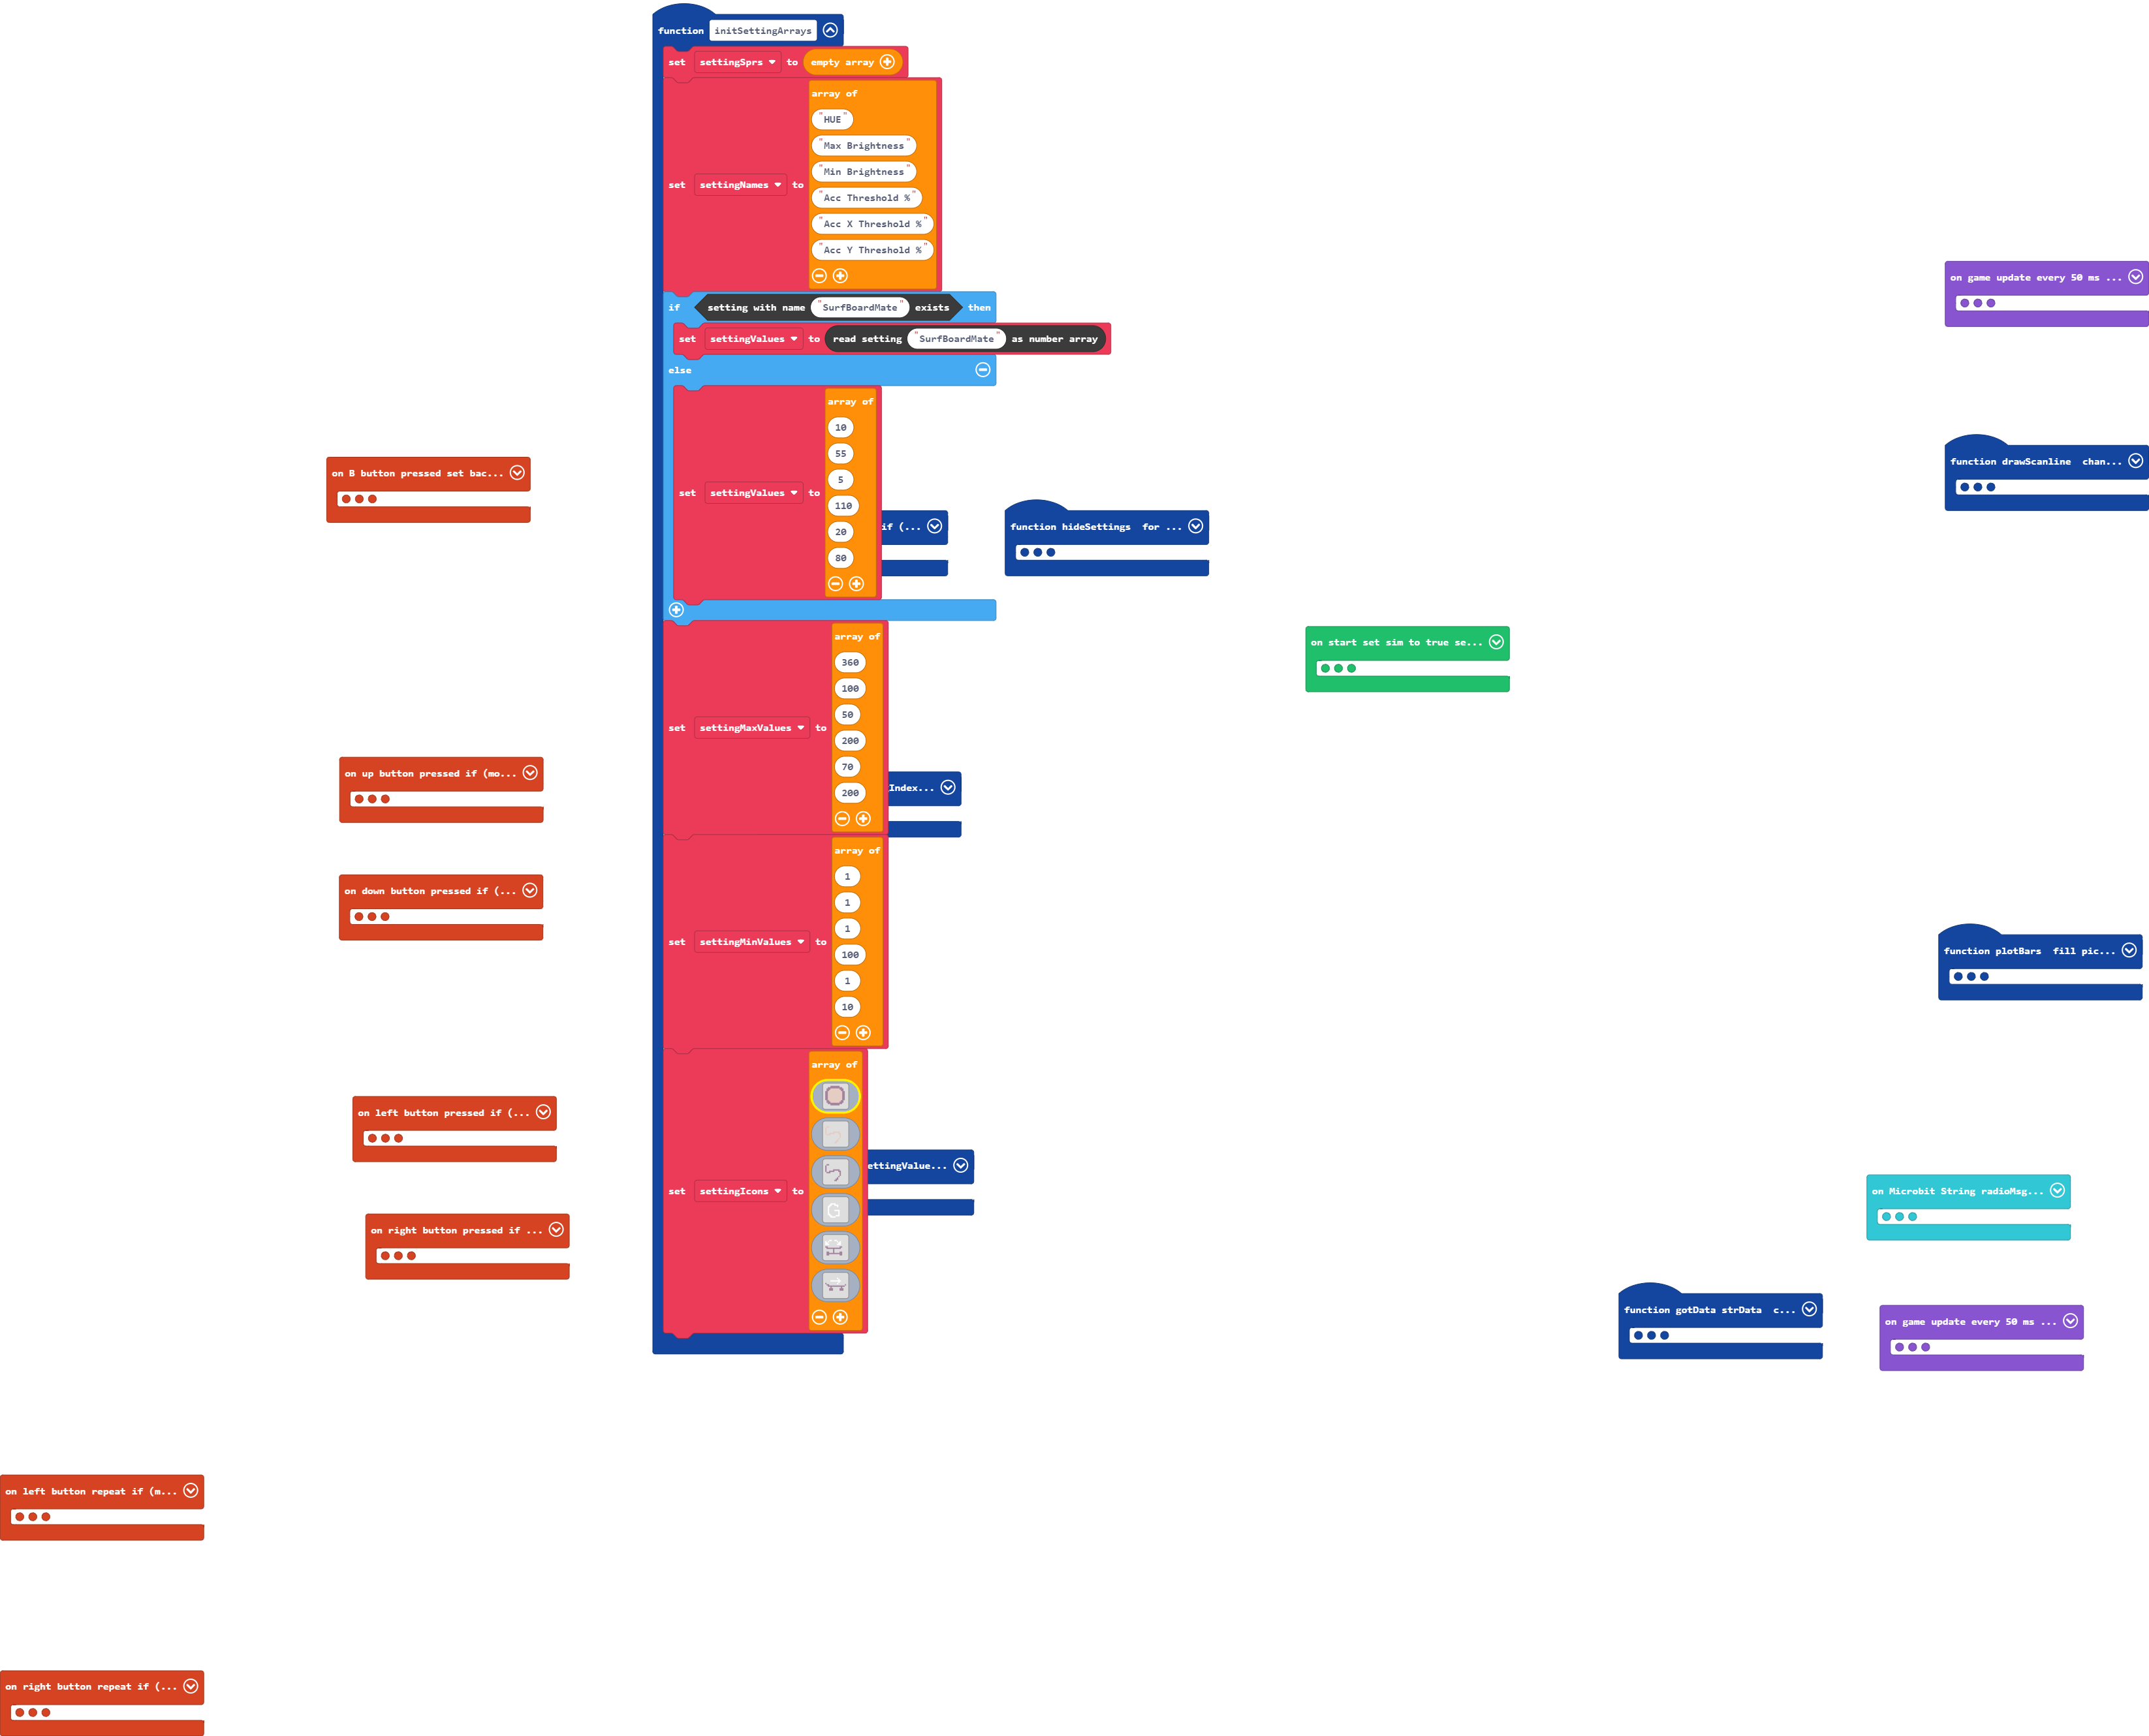 function initSettingArrays
set settingSprs to empty array
set settingNames to array of
"HUE"
"Max Brightness"
"Min Brightness"
"Acc Threshold %"
"Acc X Threshold %"
"Acc Y Threshold %"
if setting with name "SurfBoardMate" exists then
set settingValues to read setting "SurfBoardMate" as number array
else
set settingValues to array of
10
55
5
110
20
80
set settingMaxValues to array of
360
100
50
200
70
200
set settingMinValues to array of
1
1
1
100
1
10
set settingIcons to array of
G
on B button pressed set bac...
if (...
function hideSettings for ...
on up button pressed if (mo...
Index...
on down button pressed if (...
on left button pressed if (...
ettingValue...
on right button pressed if ...
on left button repeat if (m...
on right button repeat if (...
on start set sim to true se...
on game update every 50 ms ...
function drawScanline chan...
function plotBars fill pic...
on Microbit String radioMsg...
function gotData strData c...
on game update every 50 ms ...